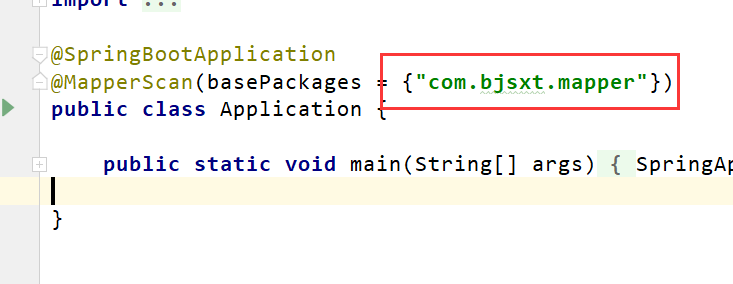 import ...
@SpringBootApplication
@MapperScan(basePackages = {"com.bjsxt.mapper"})
public class Application {
public static void main(String[] args) { SpringAp
}